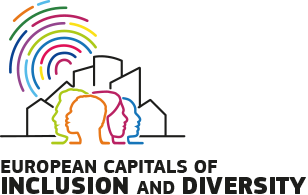 EUROPEAN CAPITALS OF
INCLUSION AND DIVERSITY